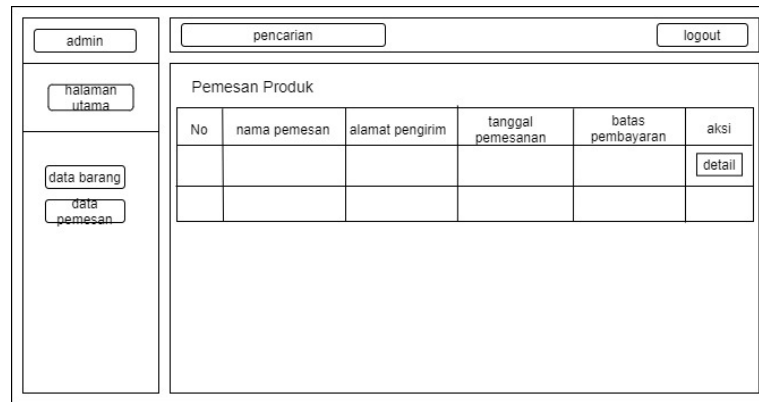 admin
pencarian
logout
halaman
utama
Pemesan Produk
No
nama pemesan
alamat pengirim
tanggal
pemesanan
batas
pembayaran
aksi
detail
data barang
data
pemesan